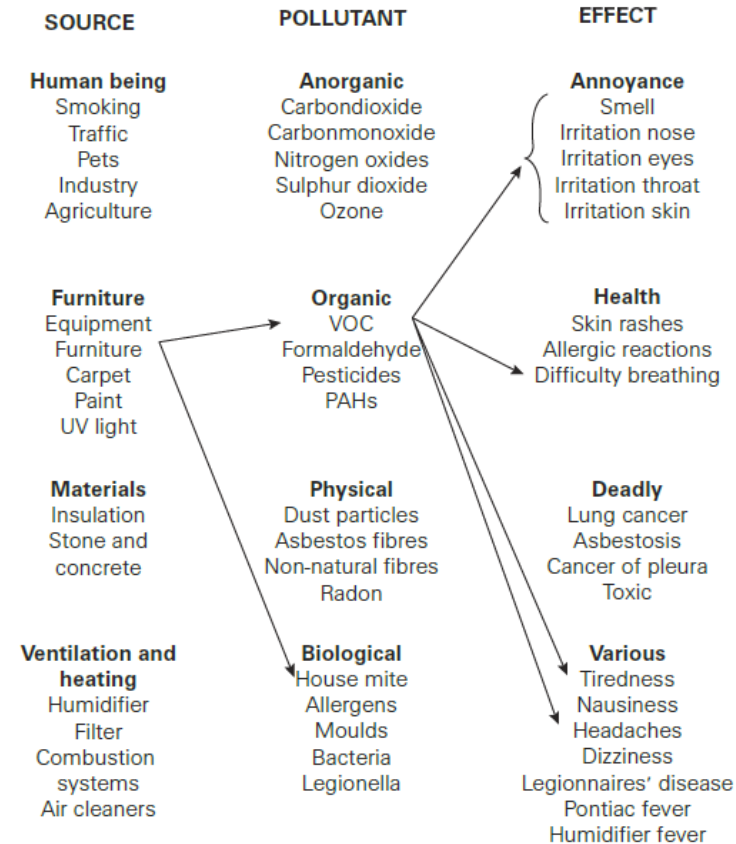 SOURCE
Human being
Smoking
Traffic
Pets
Industry
Agriculture
Furniture
Equipment
Furniture
Carpet
Paint
UV light
Materials
Insulation
Stone and
concrete
Ventilation and
heating
Humidifier
Filter
Combustion
systems
Air cleaners
POLLUTANT
Anorganic
Carbondioxide
Carbonmonoxide
Nitrogen oxides
Sulphur dioxide
Ozone
Organic
VOC
Formaldehyde
Pesticides
PAHs
Physical
Dust particles
Asbestos fibres
Non-natural fibres
Radon
Biological
House mite
Allergens
Moulds
Bacteria
Legionella
EFFECT
Annoyance
Smell
Irritation nose
Irritation eyes
Irritation throat
Irritation skin
Health
Skin rashes
Allergic reactions
Difficulty breathing
Deadly
Lung cancer
Asbestosis
Cancer of pleura
Toxic
Various
Tiredness
Nausiness
Headaches
Dizziness
Legionnaires' disease
Pontiac fever
Humidifier fever